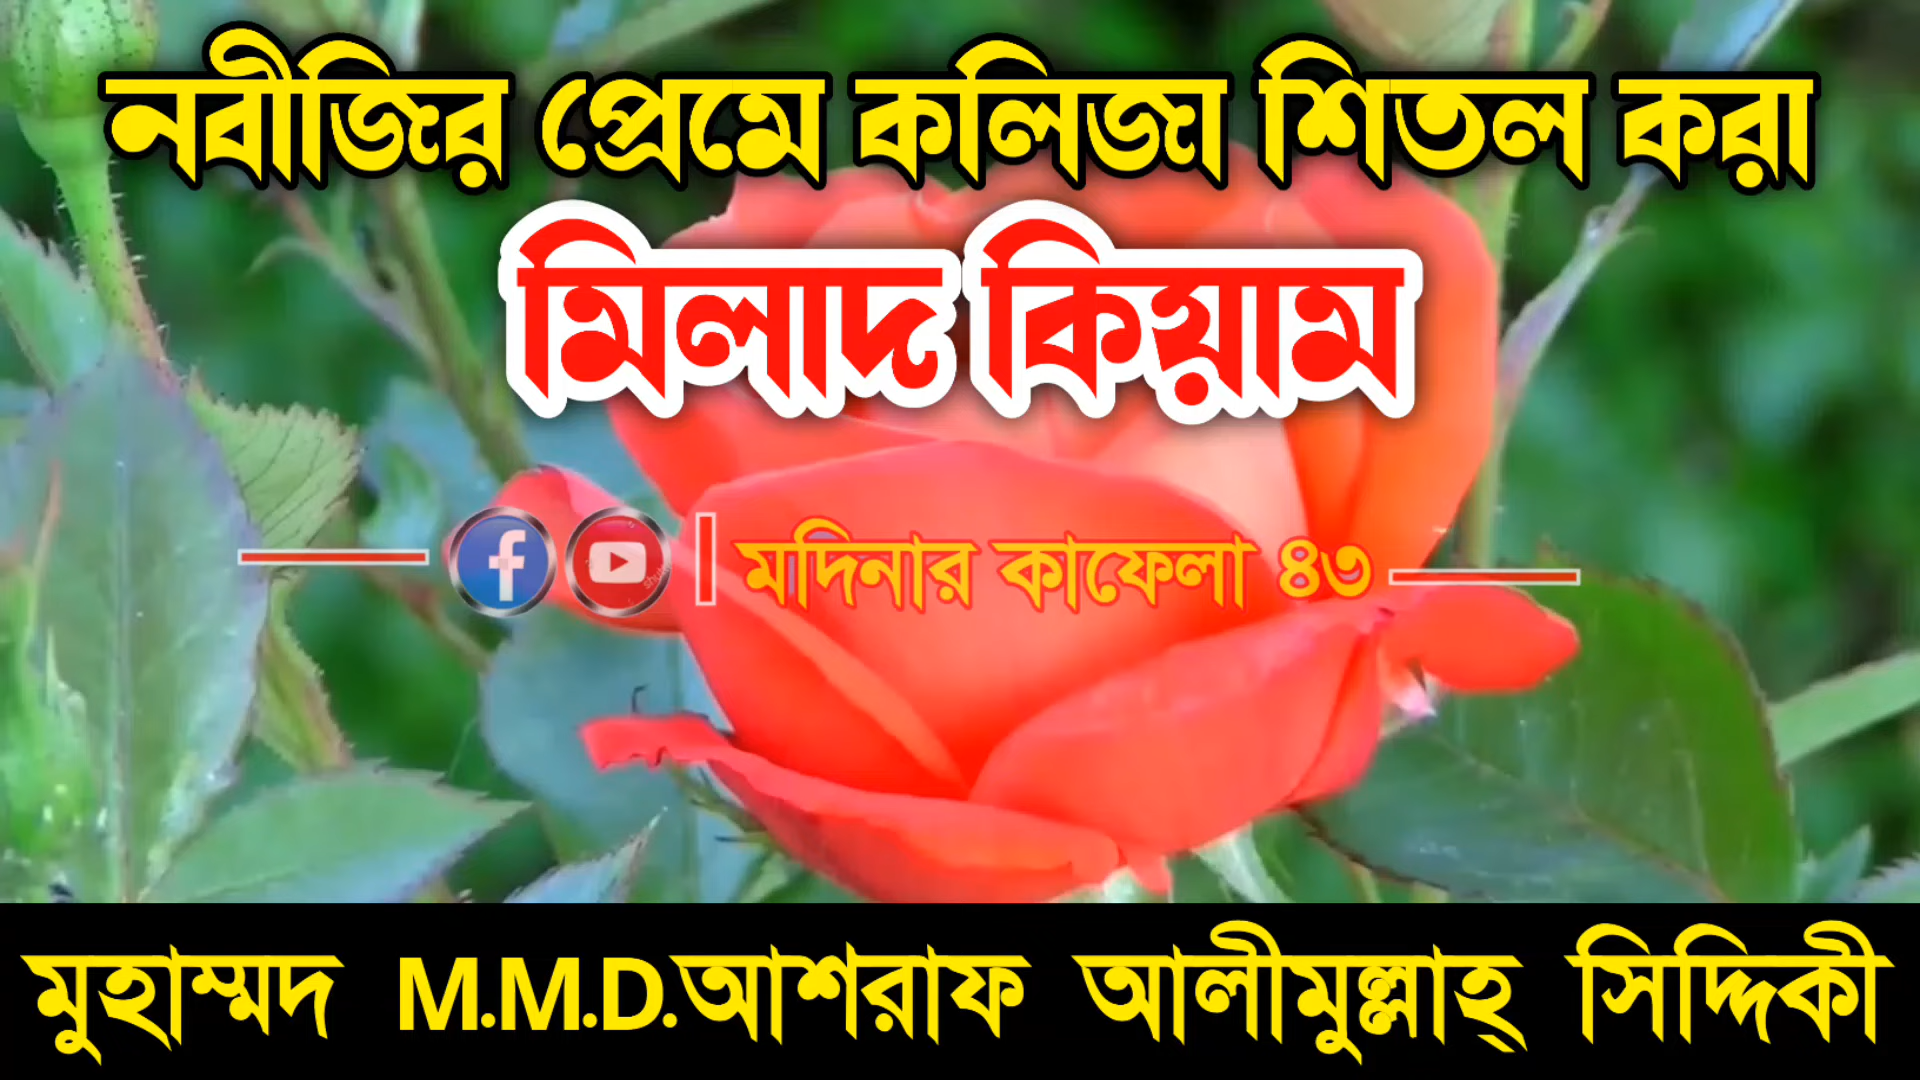 নবীজির প্রেমে কলিজা শিতল করা
মিলাদ কিয়াম
মদিনার কাফেলা ৪৩
মুহাম্মদ M.M.D.আশরাফ আলীমুল্লাহ্ সিদ্দিকী